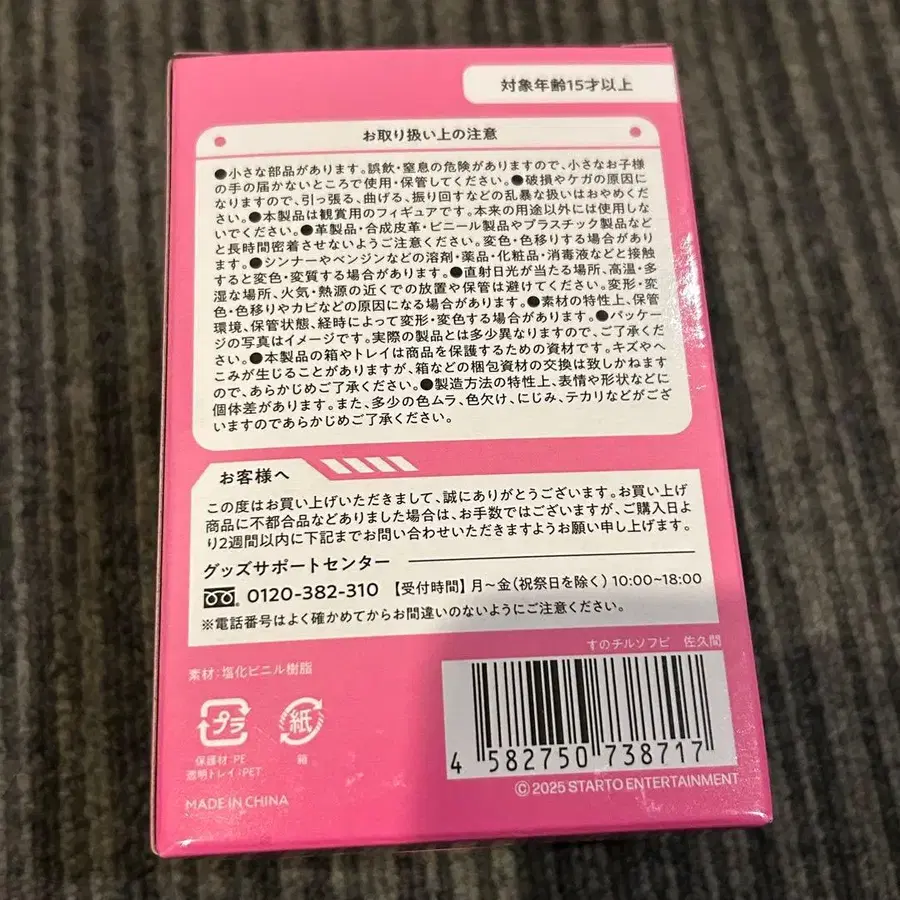 対象年齢15才以上
お取り扱い上の注意
●小さな部品があります。誤飲・窒息の危険がありますので、小さなお子様
の手の届かないところで使用・保管してください。●破損やケガの原因に
なりますので、引っ張る、曲げる、振り回すなどの乱暴な扱いはおやめくだ
さい。●本製品は観賞用のフィギュアです。本来の用途以外には使用しな
いでください。●革製品・合成皮革・ビニール製品やプラスチック製品など
と長時間密着させないようご注意ください。変色・色移りする場合があり
ます。●シンナーやベンジンなどの溶剤・薬品・化粧品・消毒液などと接触
すると変色・変質する場合があります。●直射日光が当たる場所、高温・多
湿な場所、火気・熱源の近くでの放置や保管は避けてください。変形・変
色・色移りやカビなどの原因になる場合があります。●素材の特性上、保管
環境、保管状態、経時によって変形・変色する場合があります。●パッケー
ジの写真はイメージです。実際の製品とは多少異なりますので、ご了承くだ
さい。●本製品の箱やトレイは商品を保護するための資材です。キズやへ
こみが生じることがありますが、箱などの梱包資材の交換は致しかねます
ので、あらかじめご了承ください。●製造方法の特性上、表情や形状などに
個体差があります。また、多少の色ムラ、色欠け、にじみ、テカリなどがござ
いますのであらかじめご了承ください。
お客様へ
この度はお買い上げいただきまして、誠にありがとうございます。お買い上げ
商品に不都合品などありました場合は、お手数ではございますが、ご購入日よ
り2週間以内に下記までお問い合わせいただきますようお願い申し上げます。
グッズサポートセンター
0120-382-310 【受付時間】月〜金(祝祭日を除く)10:00〜18:00
※電話番号はよく確かめてからお間違いのないようにご注意ください。
すのチルソフビ 佐久間
素材:塩化ビニル樹脂
プラ 紙
保護材:PE 箱
透明トレイ:PET
4 582750 738717
MADE IN CHINA
©2025 STARTO ENTERTAINMENT